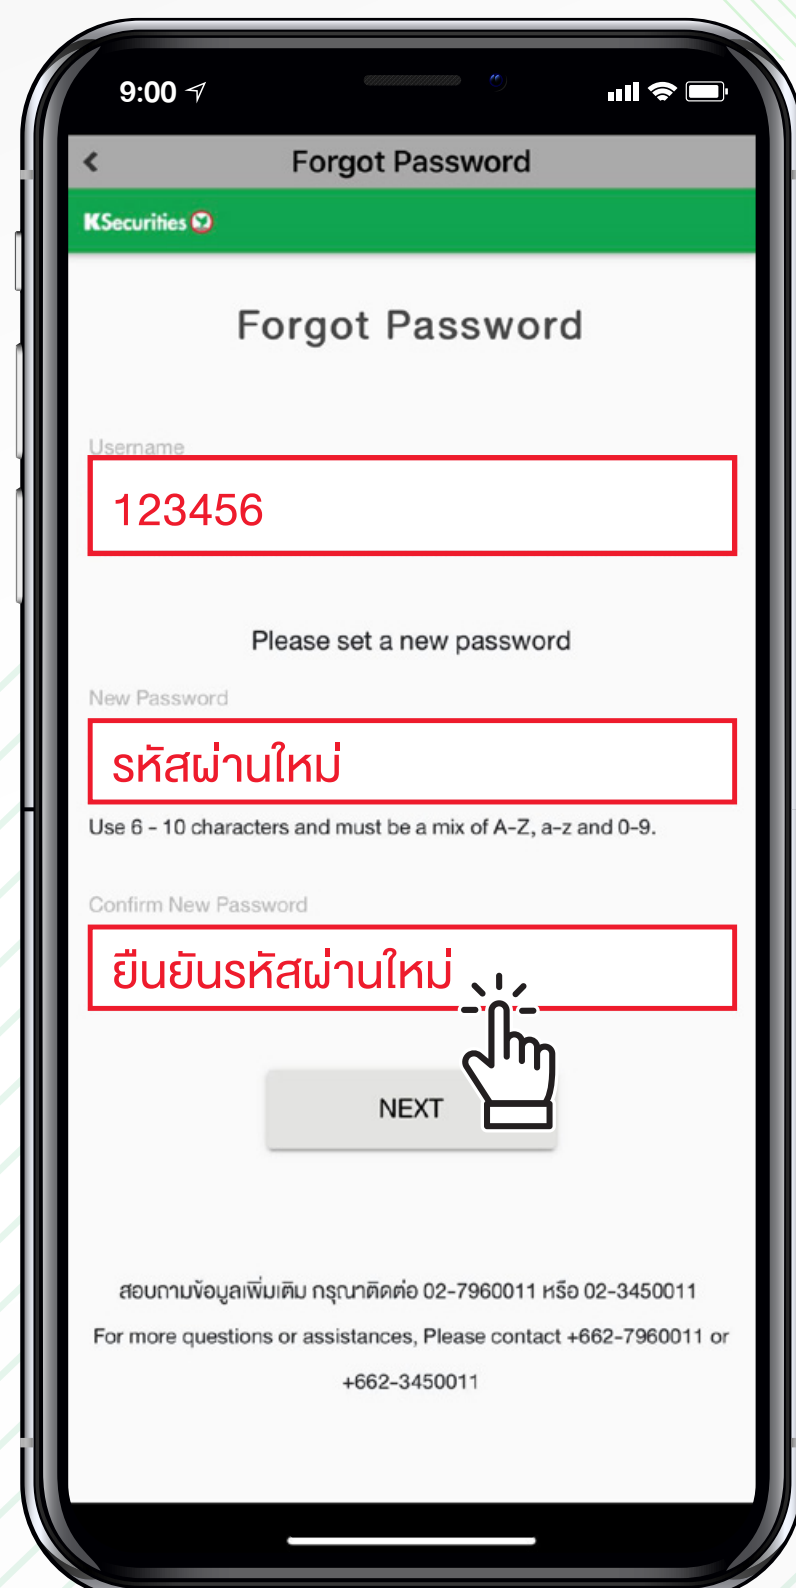 9:00
Forgot Password
KSecurities
Forgot Password
Username
123456
Please set a new password
New Password
รหัสผ่านใหม่
Use 6 - 10 characters and must be a mix of A-Z, a-z and 0-9.
Confirm New Password
ยืนยันรหัสผ่านใหม่
NEXT
สอบถามข้อมูลเพิ่มเติม กรุณาติดต่อ 02-7960011 หรือ 02-3450011
For more questions or assistances, Please contact +662-7960011 or
+662-3450011